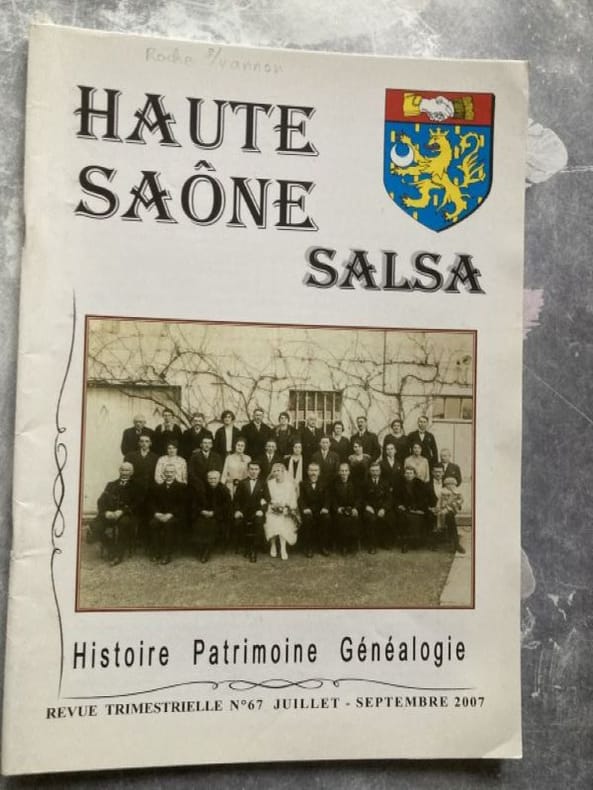 Roche s/vannon
HAUTE
SAÔNE
SALSA
Histoire Patrimoine Généalogie
REVUE TRIMESTRIELLE N°67 JUILLET - SEPTEMBRE 2007